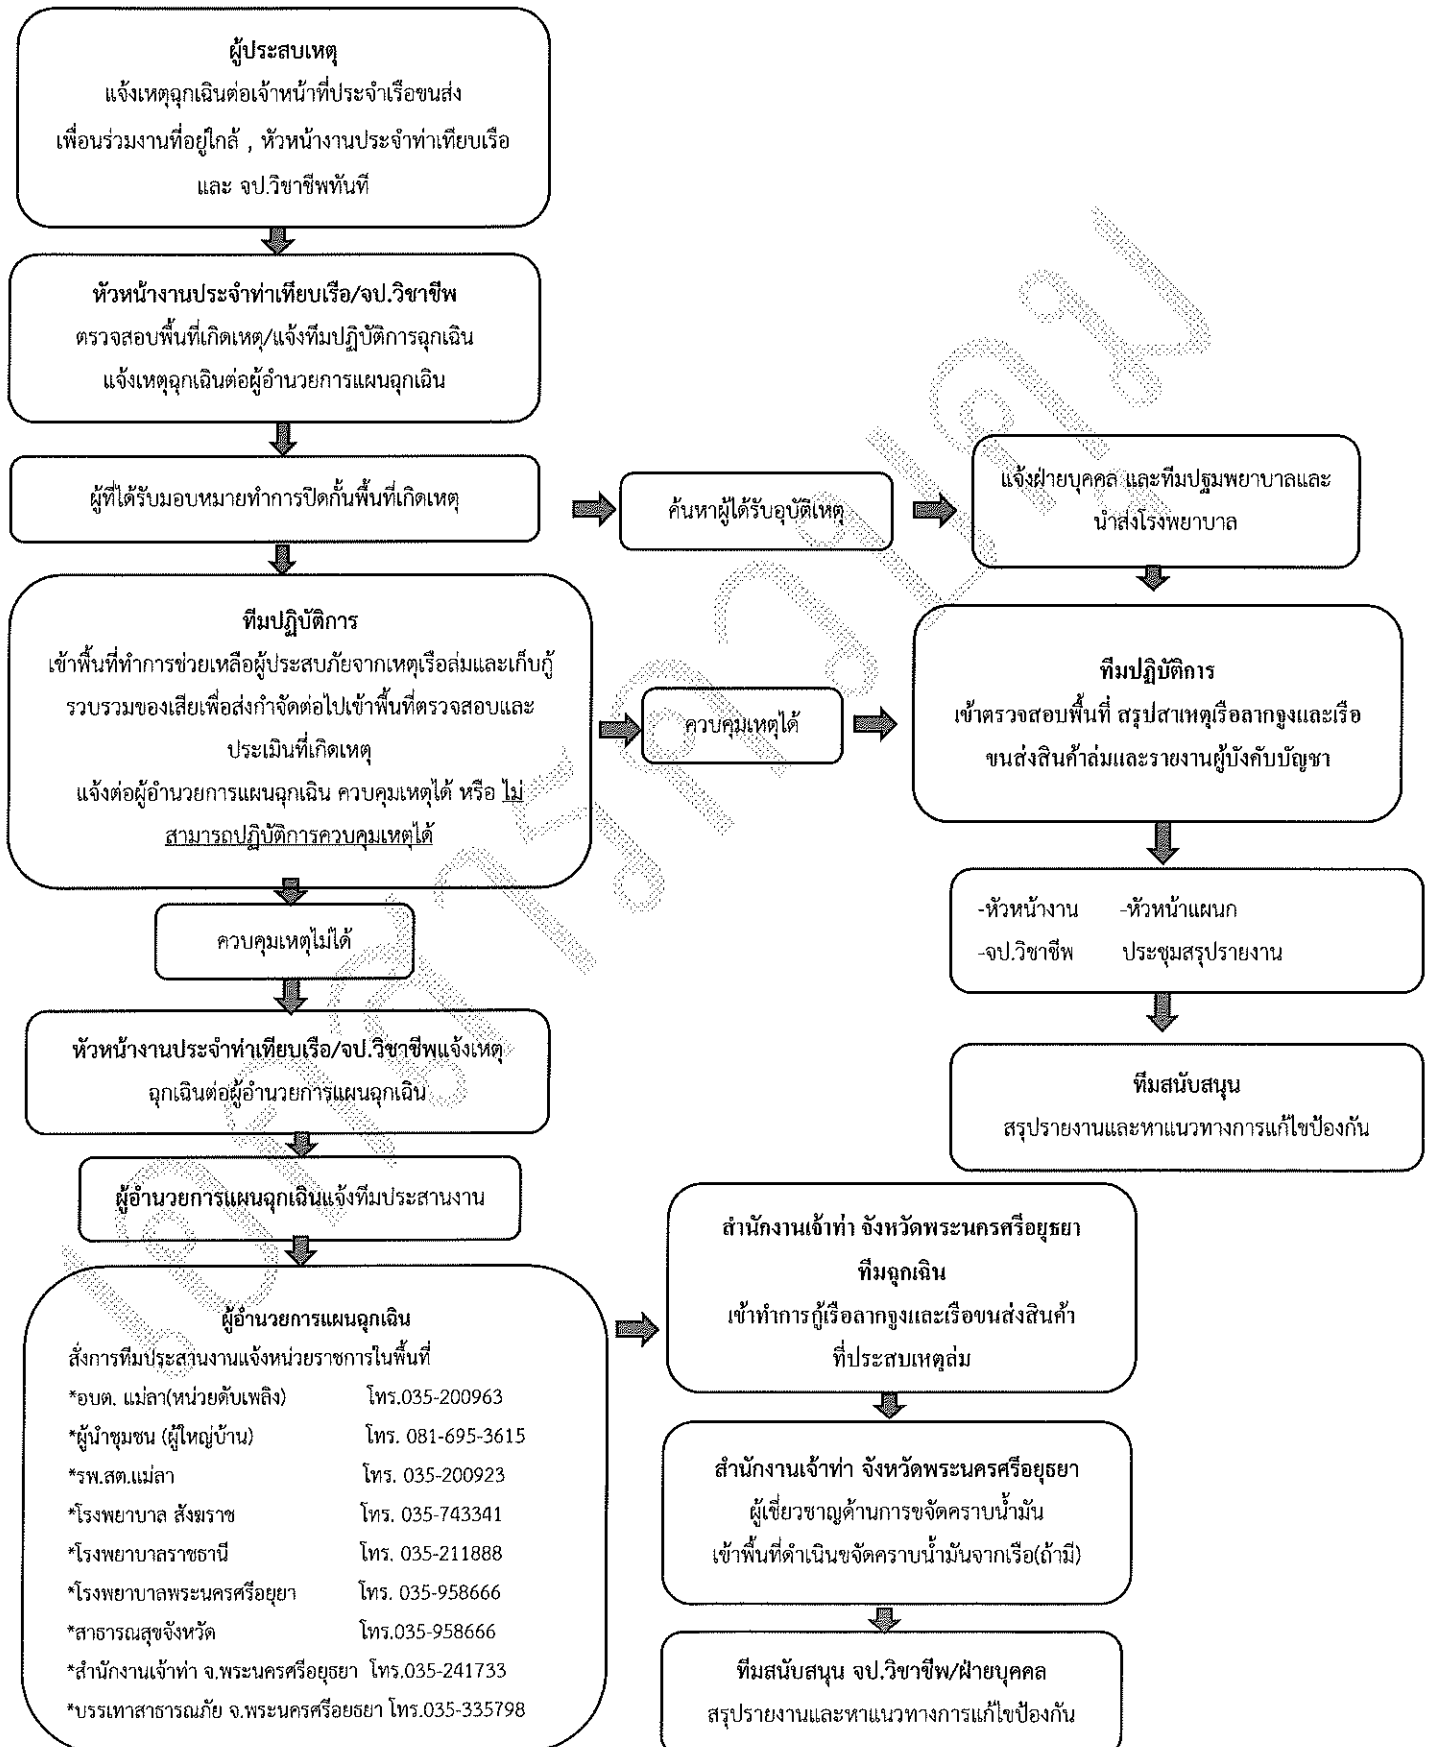 ผู้ประสบเหตุ
แจ้งเหตุฉุกเฉินต่อเจ้าหน้าที่ประจำเรือขนส่ง
เพื่อนร่วมงานที่อยู่ใกล้ , หัวหน้างานประจำท่าเทียบเรือ
และ จป.วิชาชีพทันที
หัวหน้างานประจำท่าเทียบเรือ/จป.วิชาชีพ
ตรวจสอบพื้นที่เกิดเหตุ/แจ้งทีมปฏิบัติการฉุกเฉิน
แจ้งเหตุฉุกเฉินต่อผู้อำนวยการแผนฉุกเฉิน
ผู้ที่ได้รับมอบหมายทำการปิดกั้นพื้นที่เกิดเหตุ
ค้นหาผู้ได้รับอุบัติเหตุ
แจ้งฝ่ายบุคคล และทีมปฐมพยาบาลและ
นำส่งโรงพยาบาล
ทีมปฏิบัติการ
เข้าพื้นที่ทำการช่วยเหลือผู้ประสบภัยจากเหตุเรือล่มและเก็บกู้
รวบรวมของเสียเพื่อส่งกำจัดต่อไปเข้าพื้นที่ตรวจสอบและ
ประเมินที่เกิดเหตุ
แจ้งต่อผู้อำนวยการแผนฉุกเฉิน ควบคุมเหตุได้ หรือ ไม่
สามารถปฏิบัติการควบคุมเหตุได้
ควบคุมเหตุได้
ทีมปฏิบัติการ
เข้าตรวจสอบพื้นที่ สรุปสาเหตุเรือลากจูงและเรือ
ขนส่งสินค้าล่มและรายงานผู้บังคับบัญชา
-หัวหน้างาน -หัวหน้าแผนก
-จป.วิชาชีพ ประชุมสรุปรายงาน
ทีมสนับสนุน
สรุปรายงานและหาแนวทางการแก้ไขป้องกัน
ควบคุมเหตุไม่ได้
หัวหน้างานประจำท่าเทียบเรือ/จป.วิชาชีพแจ้งเหตุ
ฉุกเฉินต่อผู้อำนวยการแผนฉุกเฉิน
ผู้อำนวยการแผนฉุกเฉินแจ้งทีมประสานงาน
ผู้อำนวยการแผนฉุกเฉิน
สั่งการทีมประสานงานแจ้งหน่วยราชการในพื้นที่
*อบต. แม่ลา(หน่วยดับเพลิง) โทร.035-200963
*ผู้นำชุมชน (ผู้ใหญ่บ้าน) โทร. 081-695-3615
*รพ.สต.แม่ลา โทร. 035-200923
*โรงพยาบาล สังฆราช โทร. 035-743341
*โรงพยาบาลราชธานี โทร. 035-211888
*โรงพยาบาลพระนครศรีอยุยา โทร. 035-958666
*สาธารณสุขจังหวัด โทร.035-958666
*สำนักงานเจ้าท่า จ.พระนครศรีอยุธยา โทร.035-241733
*บรรเทาสาธารณภัย จ.พระนครศรีอยธยา โทร.035-335798
สำนักงานเจ้าท่า จังหวัดพระนครศรีอยุธยา
ทีมฉุกเฉิน
เข้าทำการกู้เรือลากจูงและเรือขนส่งสินค้า
ที่ประสบเหตุล่ม
สำนักงานเจ้าท่า จังหวัดพระนครศรีอยุธยา
ผู้เชี่ยวชาญด้านการขจัดคราบน้ำมัน
เข้าพื้นที่ดำเนินขจัดคราบน้ำมันจากเรือ(ถ้ามี)
ทีมสนับสนุน จป.วิชาชีพ/ฝ่ายบุคคล
สรุปรายงานและหาแนวทางการแก้ไขป้องกัน